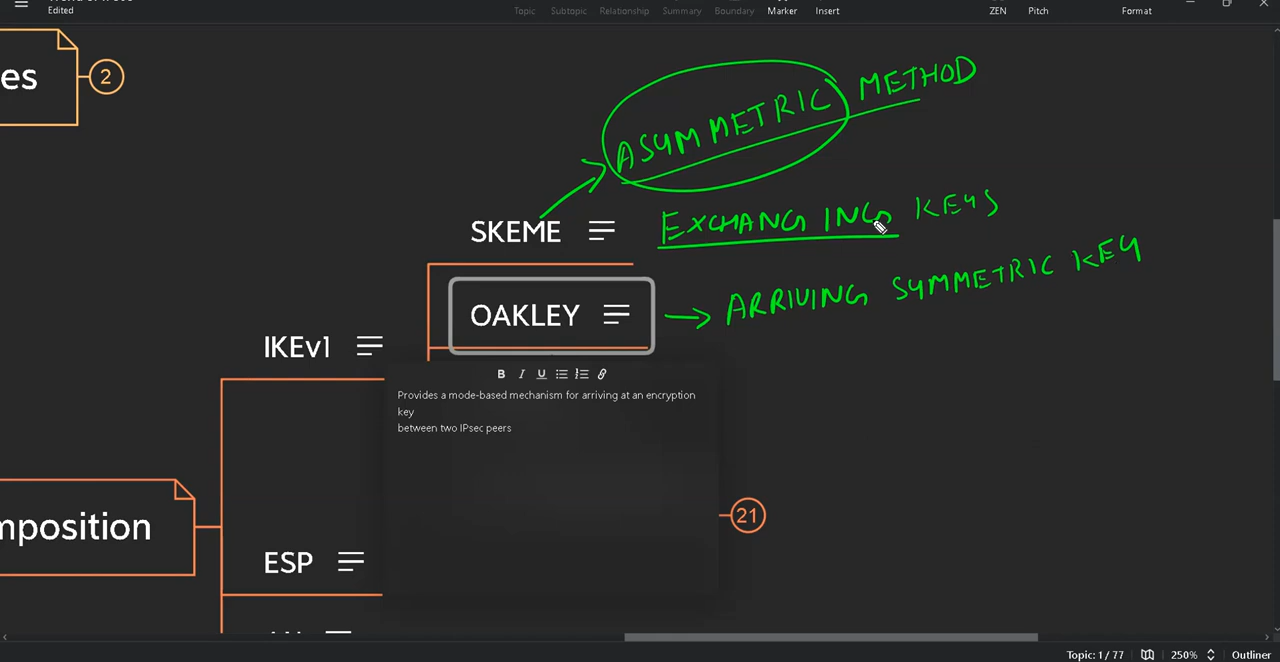 Edited
Topic Subtopic Relationship Summary Boundary Marker Insert ZEN Pitch Format
es
2
ASYMMETRIC METHOD
SKEME
EXCHANGING KEYS
OAKLEY
ARRIVING SYMMETRIC KEY
IKEv1
B I U
Provides a mode-based mechanism for arriving at an encryption
key
between two IPsec peers
21
mposition
ESP
Topic: 1 / 77 250% Outliner